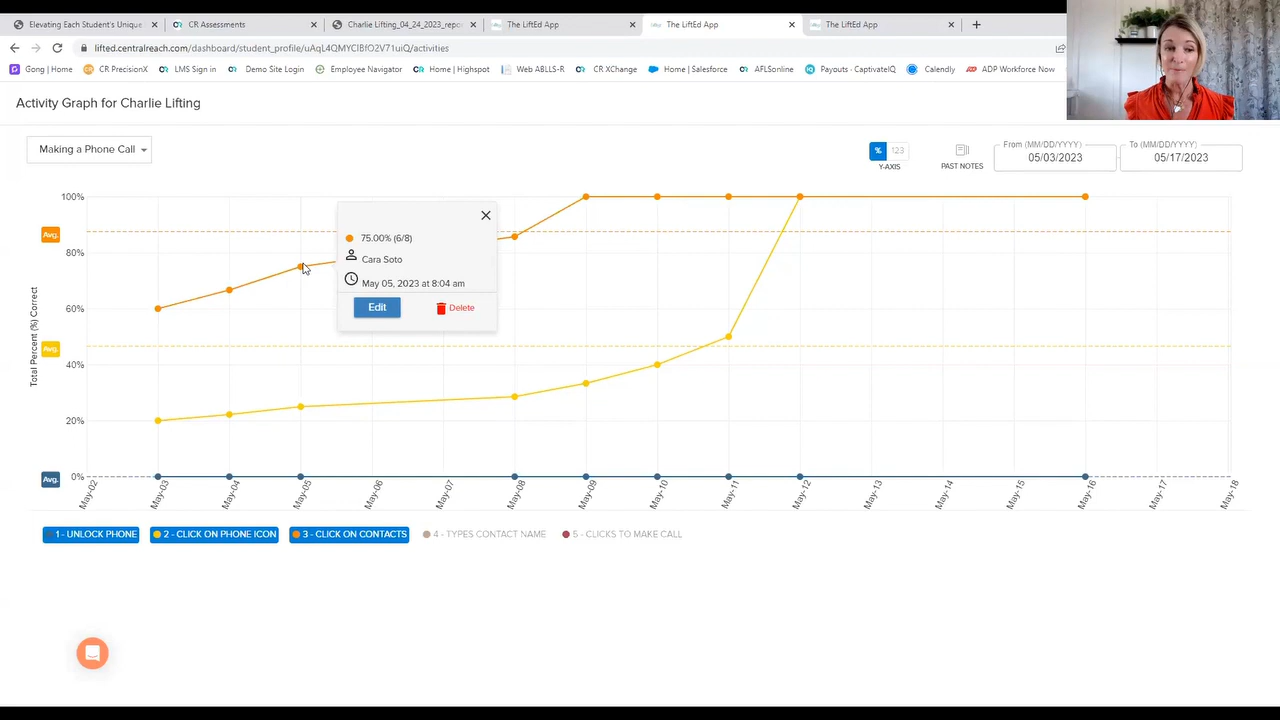 Elevating Each Student's Unique
CR Assessments
Charlie Lifting_04_24_2023_repo
The LiftEd App
The LiftEd App
The LiftEd App
lifted.centralreach.com/dashboard/student_profile/uAqL4QMYCIBfO2V71uiQ/activities
Gong | Home
CR PrecisionX
LMS Sign in
Demo Site Login
Employee Navigator
Home | Highspot
Web-ABLLS-R
CR XChange
Home | Salesforce
AFLSonline
Payouts - CaptivateIQ
Calendly
ADP Workforce Now
Activity Graph for Charlie Lifting
Making a Phone Call
% 123
Y-AXIS
PAST NOTES
From (MM/DD/YYYY)
05/03/2023
To (MM/DD/YYYY)
05/17/2023
Total Percent (%) Correct
100%
Avg.
80%
60%
Avg.
40%
20%
0%
Avg.
75.00% (6/8)
Cara Soto
May 05, 2023 at 8:04 am
Edit
Delete
May-02
May-03
May-04
May-05
May-06
May-07
May-08
May-09
May-10
May-11
May-12
May-13
May-14
May-15
May-16
May-17
May-18
1 - UNLOCK PHONE
2 - CLICK ON PHONE ICON
3 - CLICK ON CONTACTS
4 - TYPES CONTACT NAME
5 - CLICKS TO MAKE CALL